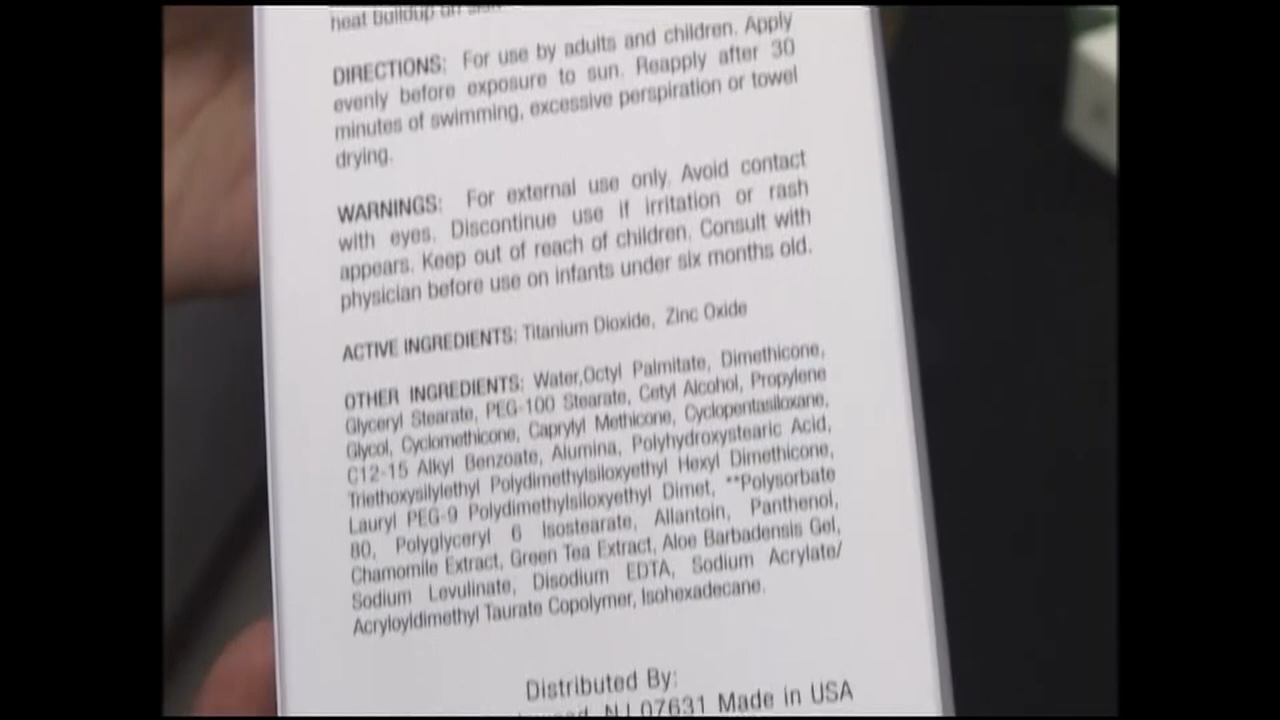 heat buildup on
DIRECTIONS: For use by adults and children. Apply
evenly before exposure to sun. Reapply after 30
minutes of swimming, excessive perspiration or towel
drying.
WARNINGS: For external use only. Avoid contact
with eyes. Discontinue use if irritation or rash
appears. Keep out of reach of children. Consult with
physician before use on infants under six months old.
ACTIVE INGREDIENTS: Titanium Dioxide, Zinc Oxide
OTHER INGREDIENTS: Water,Octyl Palmitate, Dimethicone,
Glyceryl Stearate, PEG-100 Stearate, Cetyl Alcohol, Propylene
Glycol, Cyclomethicone, Caprylyl Methicone, Cyclopentasiloxane,
C12-15 Alkyl Benzoate, Alumina, Polyhydroxystearic Acid,
Triethoxysilylethyl Polydimethylsiloxyethyl Hexyl Dimethicone,
Lauryl PEG-9 Polydimethylsiloxyethyl Dimet, **Polysorbate
80, Polyglyceryl 6 Isostearate, Allantoin, Panthenol,
Chamomile Extract, Green Tea Extract, Aloe Barbadensis Gel,
Sodium Levulinate, Disodium EDTA, Sodium Acrylate/
Acryloyldimethyl Taurate Copolymer, Isohexadecane.
Distributed By:
NJ 07631 Made in USA